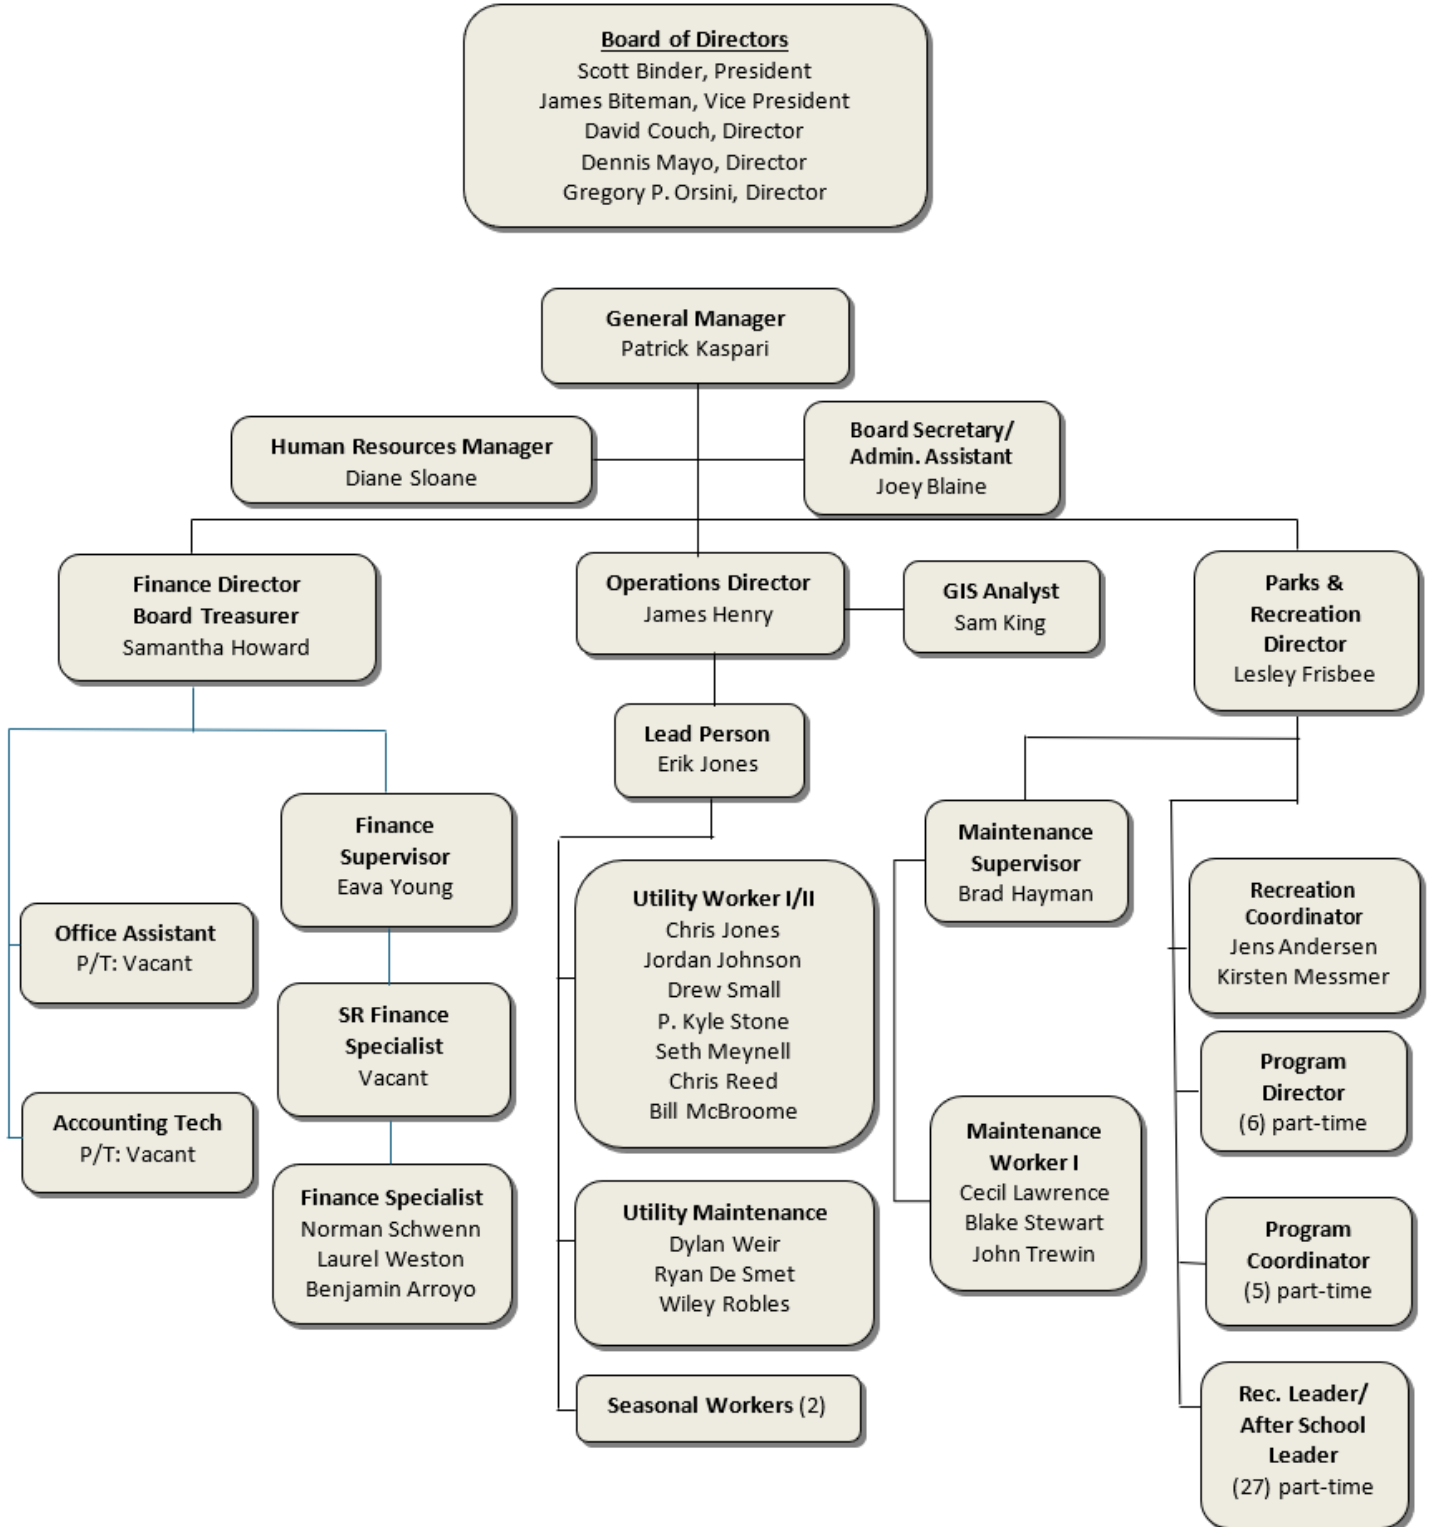 Board of Directors
Scott Binder, President
James Biteman, Vice President
David Couch, Director
Dennis Mayo, Director
Gregory P. Orsini, Director
General Manager
Patrick Kaspari
Human Resources Manager
Diane Sloane
Board Secretary/
Admin. Assistant
Joey Blaine
Finance Director
Board Treasurer
Samantha Howard
Operations Director
James Henry
GIS Analyst
Sam King
Parks &
Recreation
Director
Lesley Frisbee
Lead Person
Erik Jones
Finance
Supervisor
Eava Young
Office Assistant
P/T: Vacant
SR Finance
Specialist
Vacant
Accounting Tech
P/T: Vacant
Finance Specialist
Norman Schwenn
Laurel Weston
Benjamin Arroyo
Utility Worker I/II
Chris Jones
Jordan Johnson
Drew Small
P. Kyle Stone
Seth Meynell
Chris Reed
Bill McBroome
Utility Maintenance
Dylan Weir
Ryan De Smet
Wiley Robles
Seasonal Workers (2)
Maintenance
Supervisor
Brad Hayman
Maintenance
Worker I
Cecil Lawrence
Blake Stewart
John Trewin
Recreation
Coordinator
Jens Andersen
Kirsten Messmer
Program
Director
(6) part-time
Program
Coordinator
(5) part-time
Rec. Leader/
After School
Leader
(27) part-time